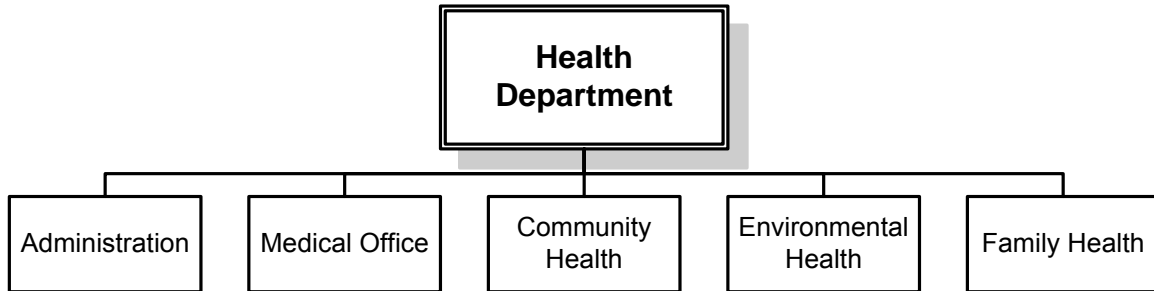 Health
Department
Administration
Medical Office
Community
Health
Environmental
Health
Family Health